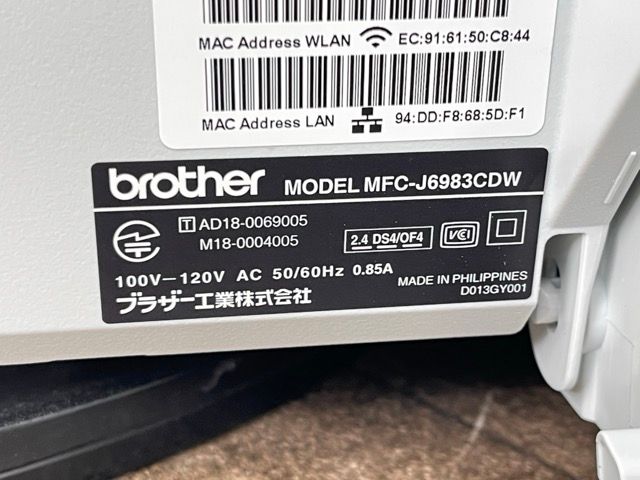 MAC Address WLAN EC:91:61:50:C8:44
MAC Address LAN 94:DD:F8:68:5D:F1
brother MODEL MFC-J6983CDW
T AD18-0069005
M18-0004005
2.4 DS4/OF4 VCI
100V−120V AC 50/60Hz 0.85A
MADE IN PHILIPPINES
ブラザー工業株式会社
D013GY001